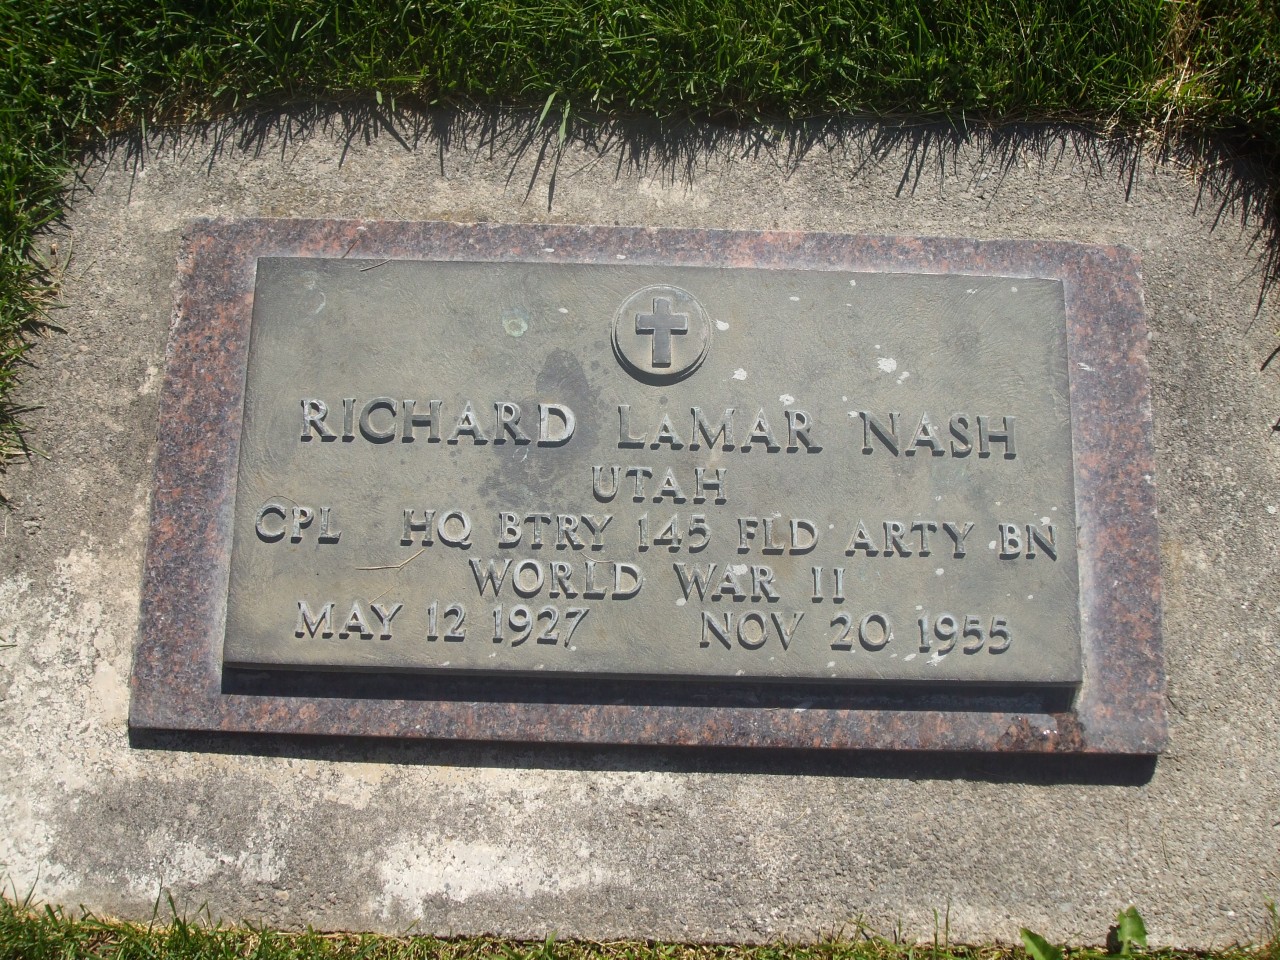 RICHARD LAMAR NASH
UTAH
CPL HQ BTRY 145 FLD ARTY BN
WORLD WAR II
MAY 12 1927 NOV 20 1955